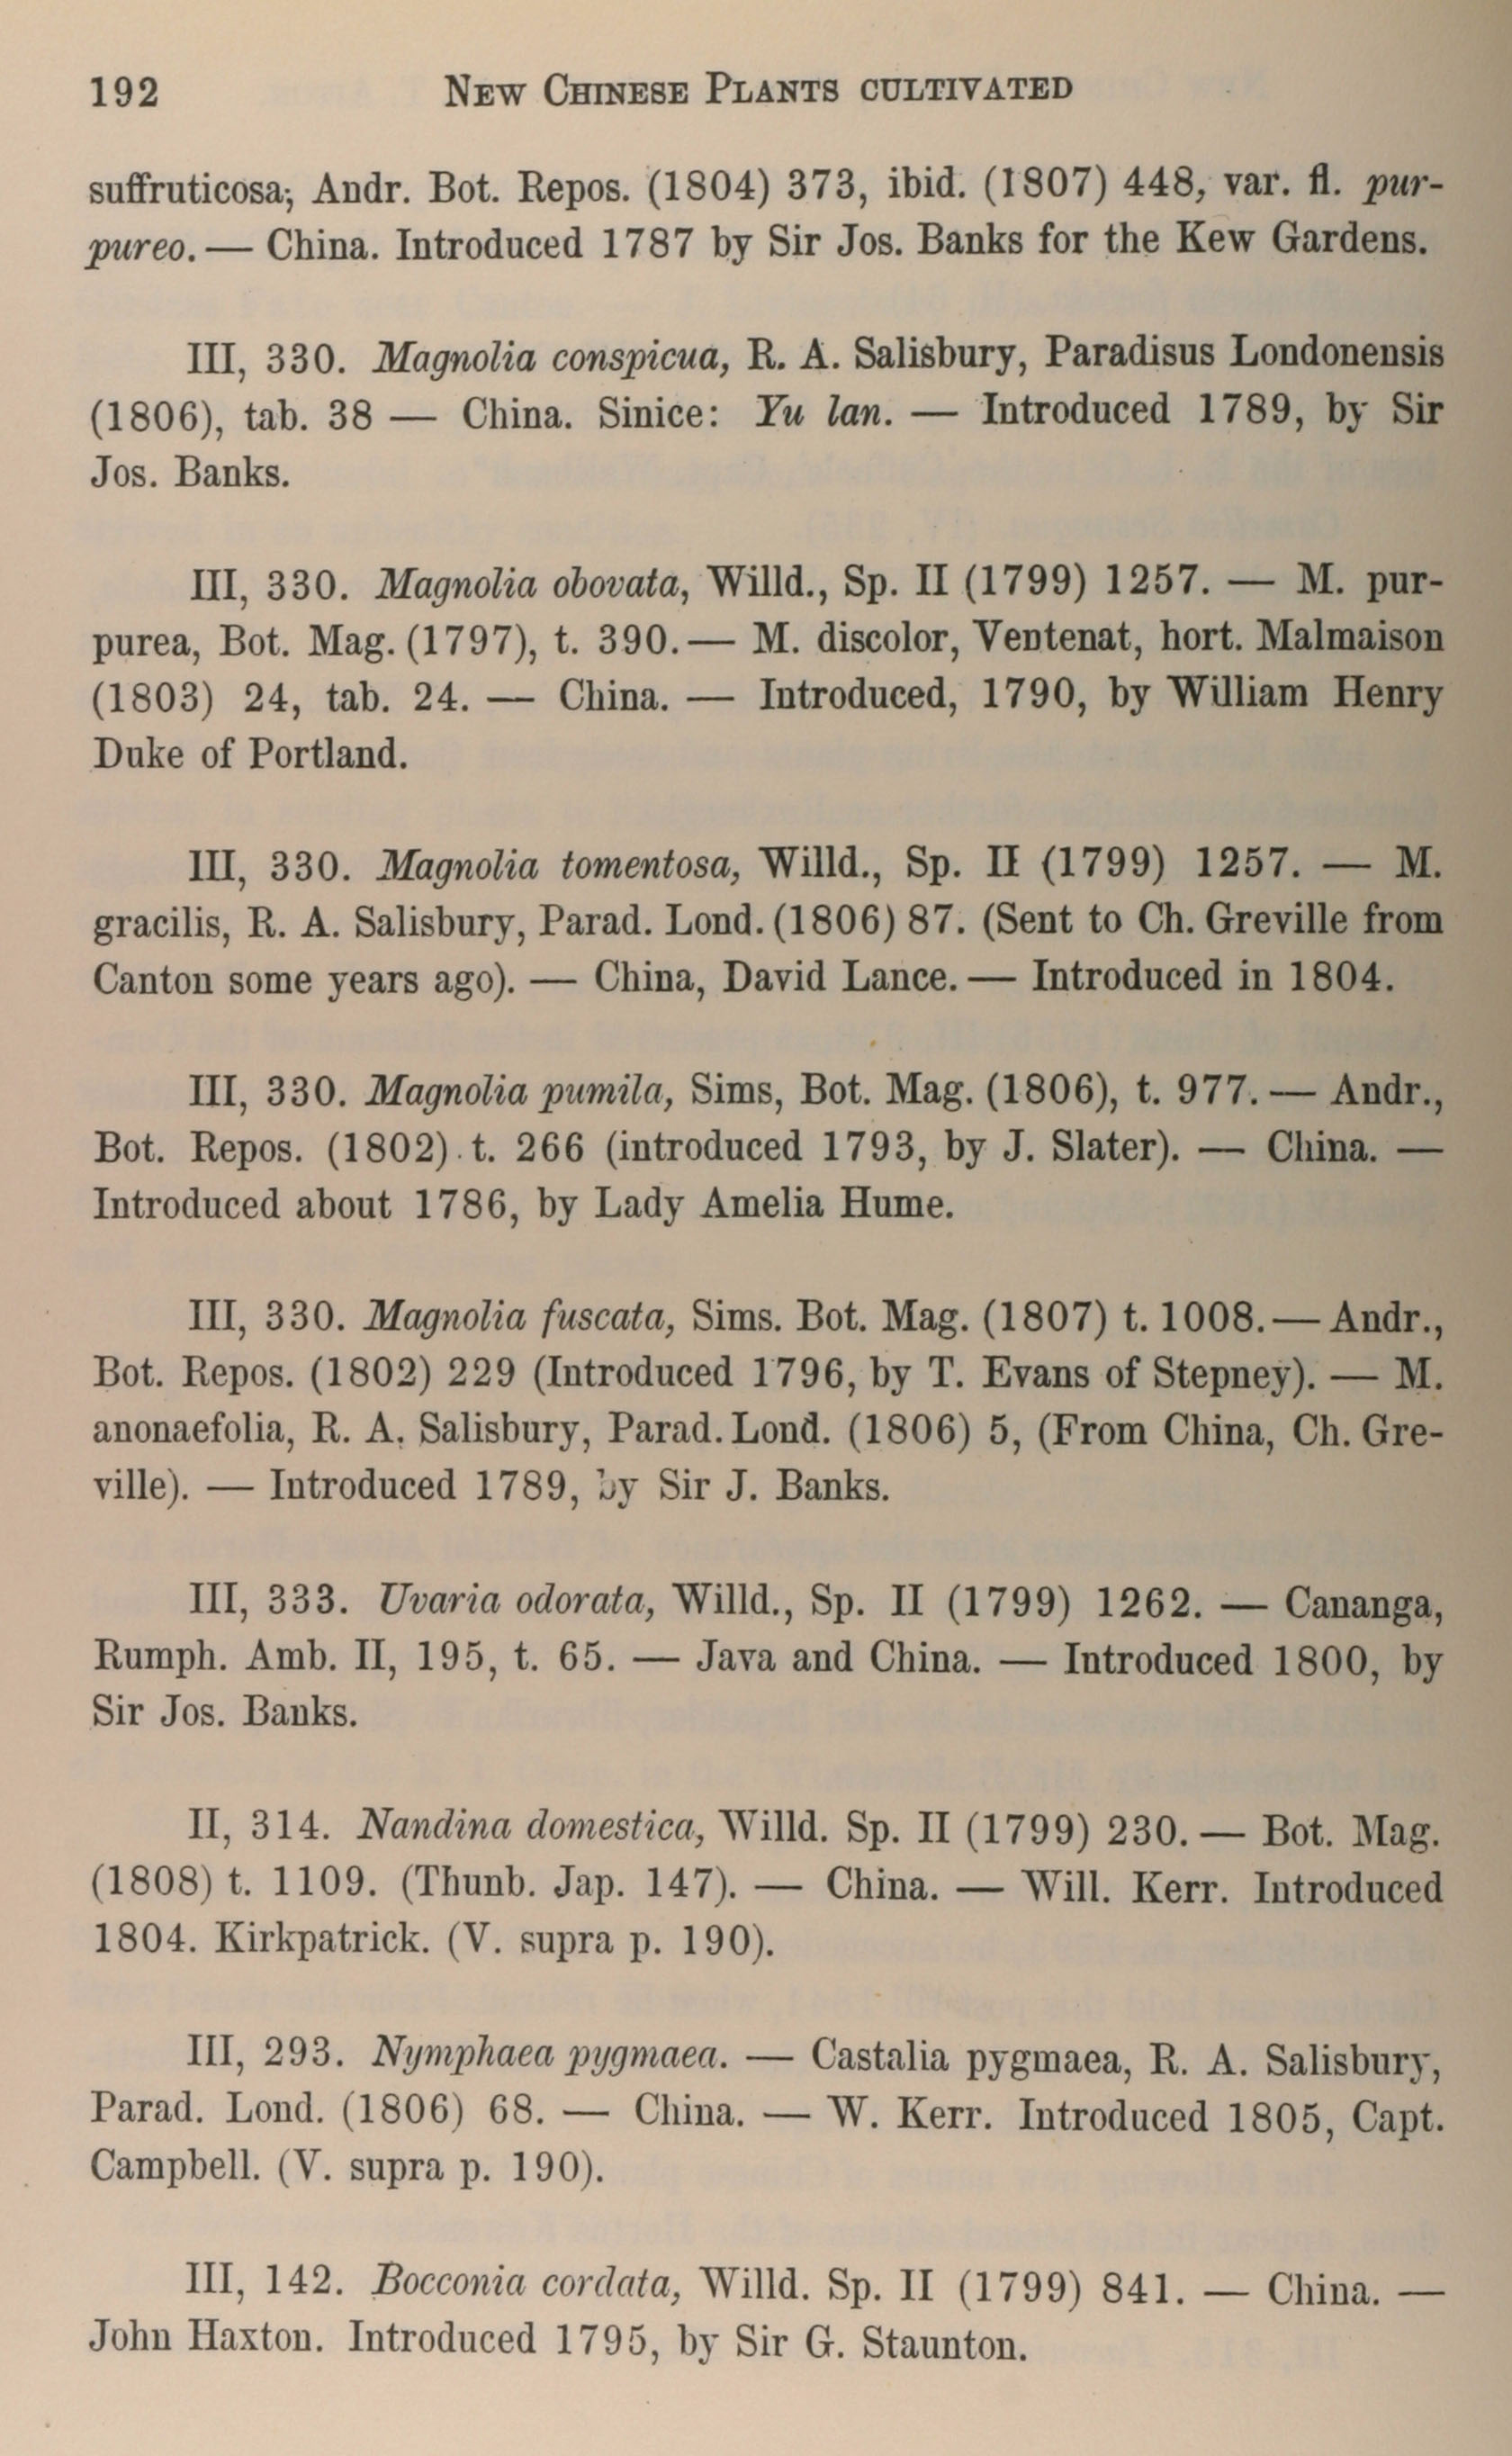 192 NEW CHINESE PLANTS CULTIVATED
suffruticosa; Andr. Bot. Repos. (1804) 373, ibid. (1807) 448, var. fl. pur-
pureo. — China. Introduced 1787 by Sir Jos. Banks for the Kew Gardens.
III, 330. Magnolia conspicua, R. A. Salisbury, Paradisus Londonensis
(1806), tab. 38 — China. Sinice: Yu lan. — Introduced 1789, by Sir
Jos. Banks.
III, 330. Magnolia obovata, Willd., Sp. II (1799) 1257. — M. pur-
purea, Bot. Mag. (1797), t. 390. — M. discolor, Ventenat, hort. Malmaison
(1803) 24, tab. 24. — China. — Introduced, 1790, by William Henry
Duke of Portland.
III, 330. Magnolia tomentosa, Willd., Sp. II (1799) 1257. — M.
gracilis, R. A. Salisbury, Parad. Lond. (1806) 87. (Sent to Ch. Greville from
Canton some years ago). — China, David Lance. — Introduced in 1804.
III, 330. Magnolia pumila, Sims, Bot. Mag. (1806), t. 977. — Andr.,
Bot. Repos. (1802). t. 266 (introduced 1793, by J. Slater). — China. —
Introduced about 1786, by Lady Amelia Hume.
III, 330. Magnolia fuscata, Sims. Bot. Mag. (1807) t. 1008. — Andr.,
Bot. Repos. (1802) 229 (Introduced 1796, by T. Evans of Stepney). — M.
anonaefolia, R. A. Salisbury, Parad. Lond. (1806) 5, (From China, Ch. Gre-
ville). — Introduced 1789, by Sir J. Banks.
III, 333. Uvaria odorata, Willd., Sp. II (1799) 1262. — Cananga,
Rumph. Amb. II, 195, t. 65. — Java and China. — Introduced 1800, by
Sir Jos. Banks.
II, 314. Nandina domestica, Willd. Sp. II (1799) 230. — Bot. Mag.
(1808) t. 1109. (Thunb. Jap. 147). — China. — Will. Kerr. Introduced
1804. Kirkpatrick. (V. supra p. 190).
III, 293. Nymphaea pygmaea. — Castalia pygmaea, R. A. Salisbury,
Parad. Lond. (1806) 68. — China. — W. Kerr. Introduced 1805, Capt.
Campbell. (V. supra p. 190).
III, 142. Bocconia cordata, Willd. Sp. II (1799) 841. — China. —
John Haxton. Introduced 1795, by Sir G. Staunton.